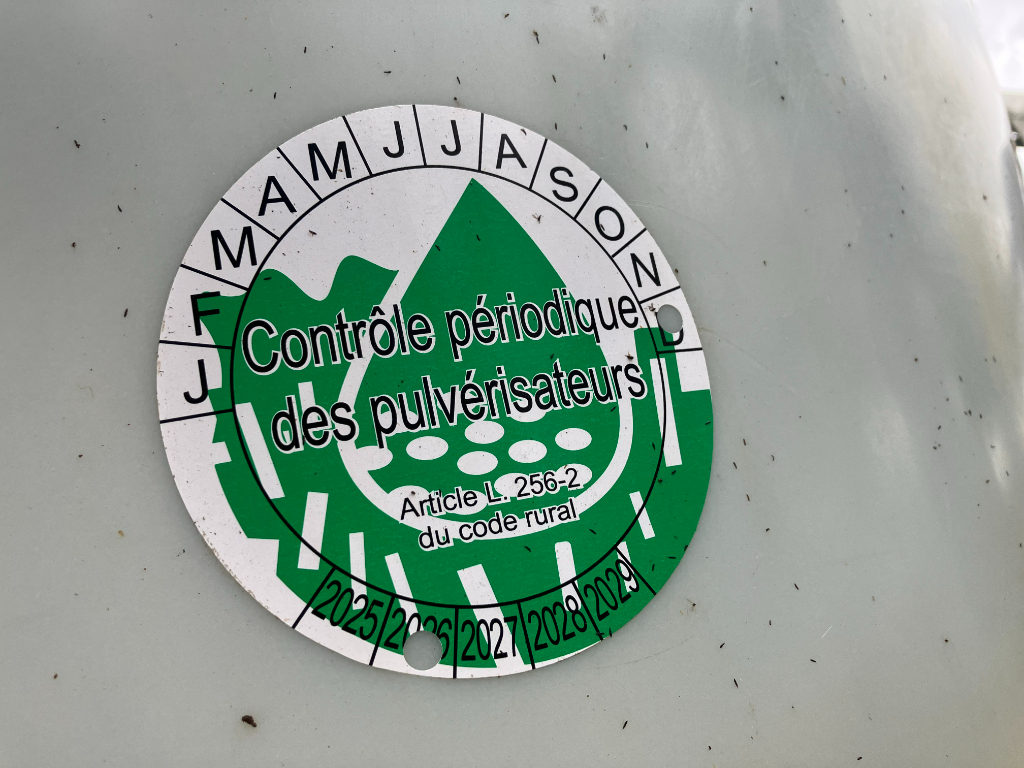 J F M A M J J A S O N D
Contrôle périodique
des pulvérisateurs
Article L. 256-2
du code rural
2025 2026 2027 2028 2029